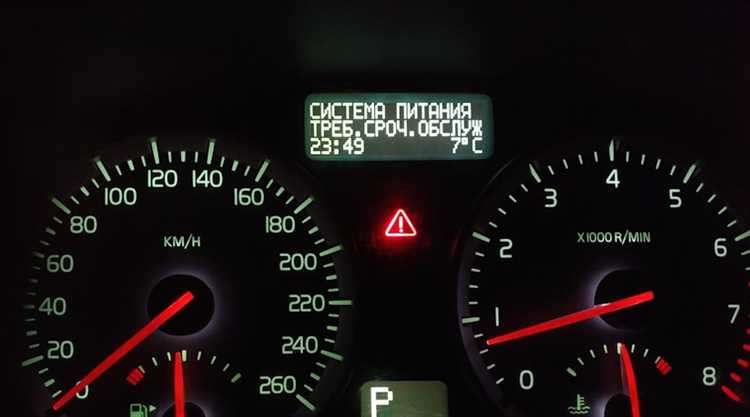 СИСТЕМА ПИТАНИЯ
ТРЕБ.СРОЧ.ОБСЛУЖ
23:49 7°C
0 20 40 60 80 100 120 140 160 180 200 220 240 260
KM/H
0 1 2 3 4 5 6 7 8
X1000R/MIN
P